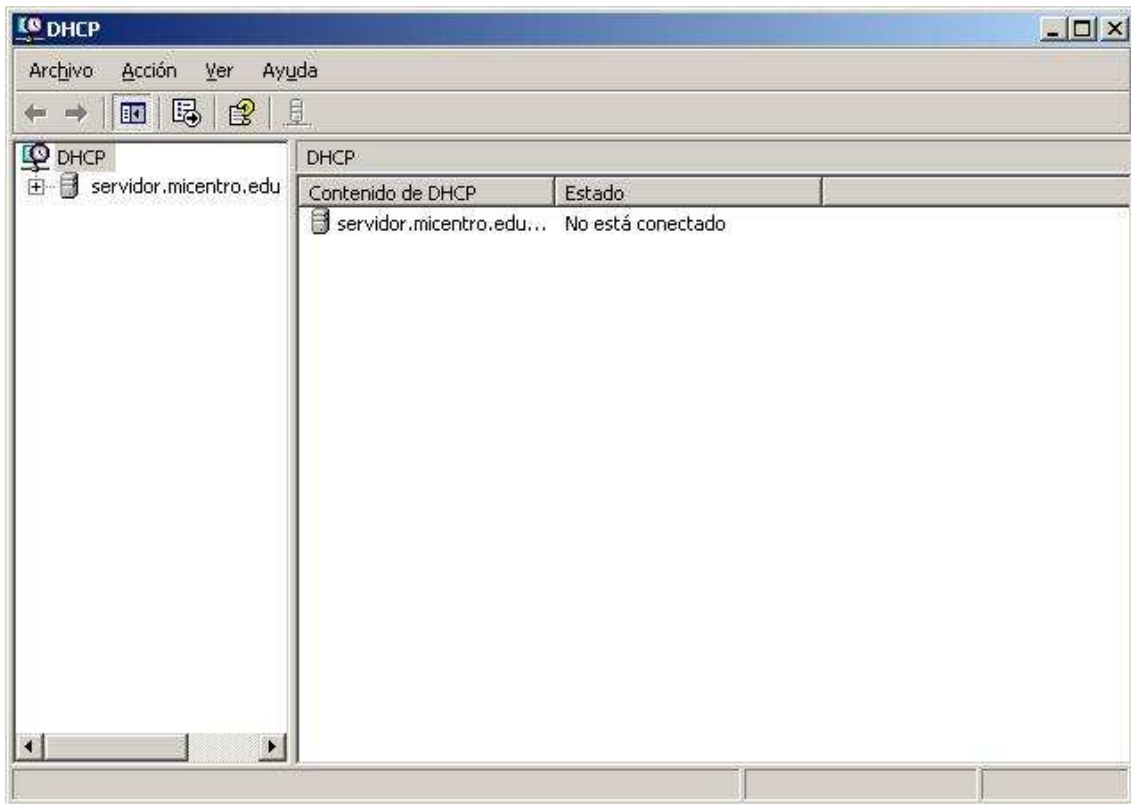 DHCP
Archivo Acción Ver Ayuda
DHCP
servidor.micentro.edu
DHCP
Contenido de DHCP Estado
servidor.micentro.edu... No está conectado